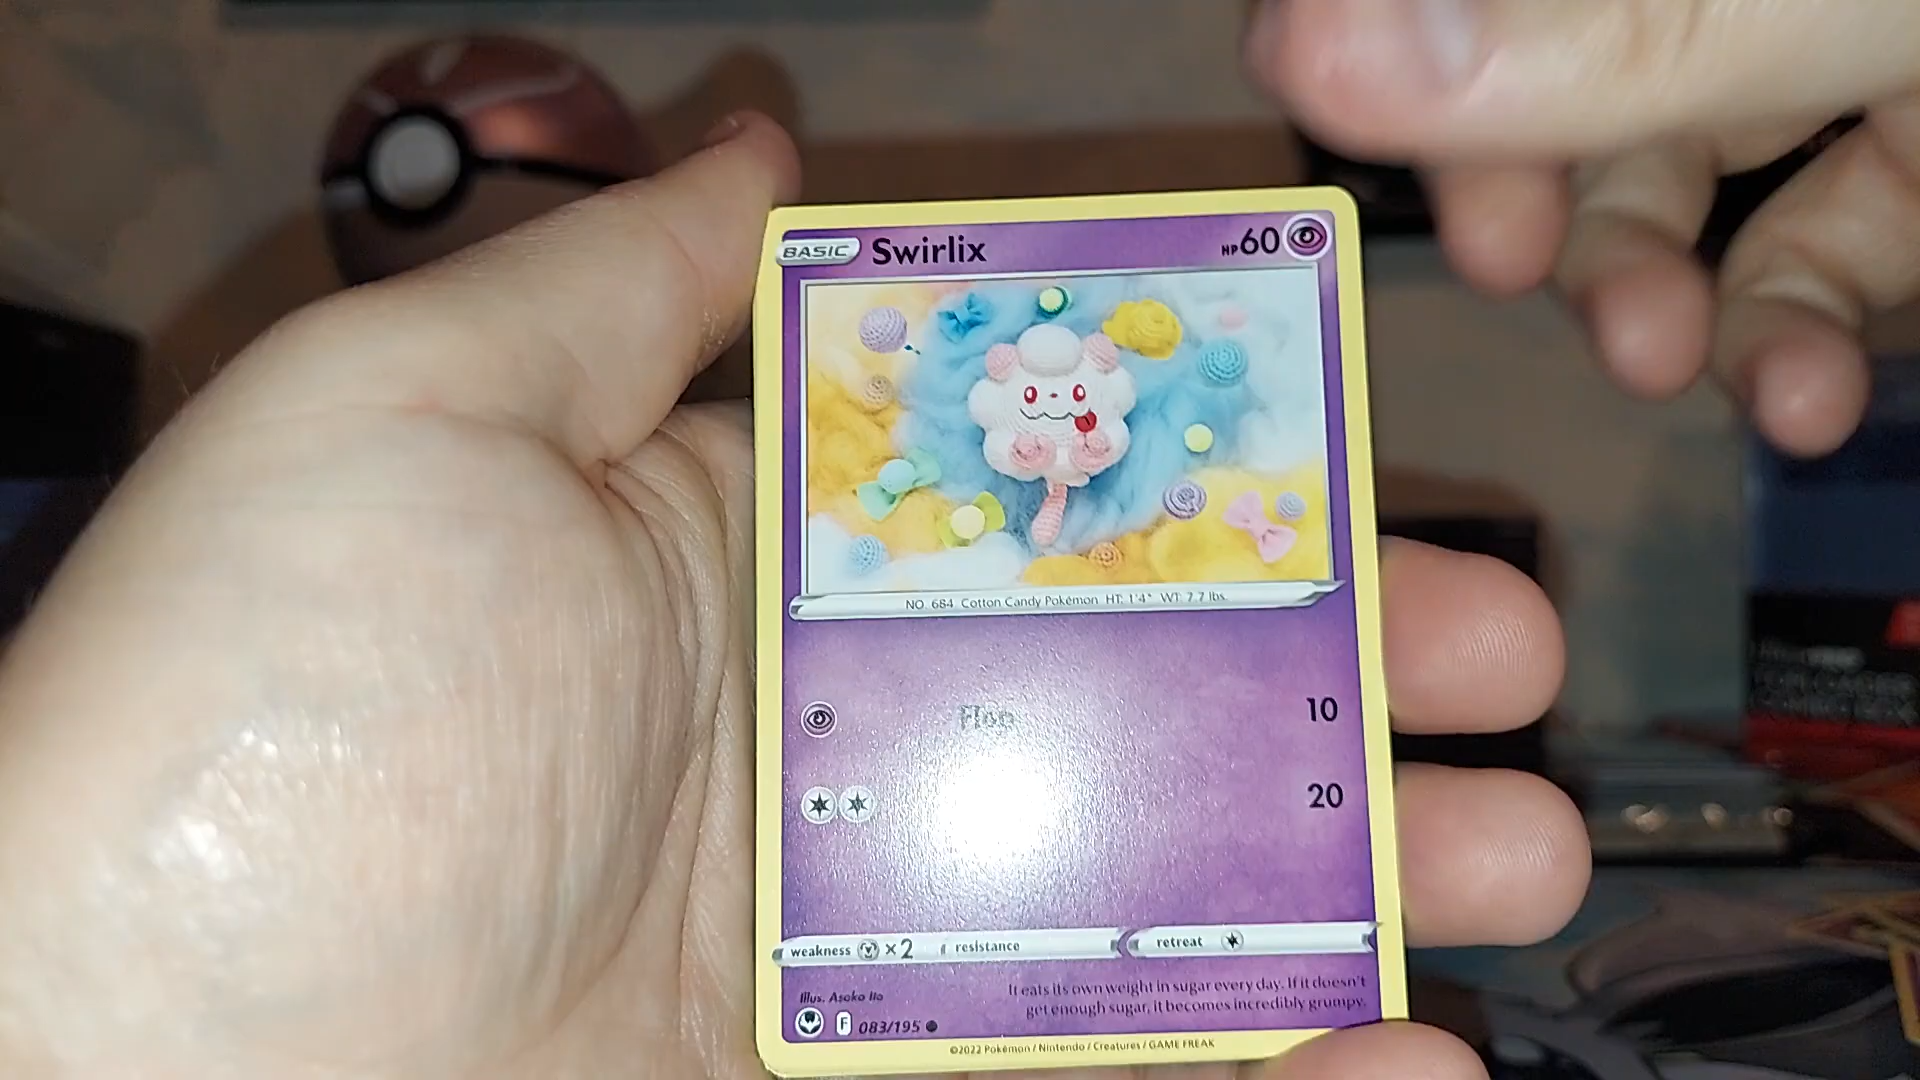 BASIC Swirlix HP60
NO. 684 Cotton Candy Pokémon HT: 1'4" WT: 7.7 lbs.
Flop 10
20
weakness ×2 resistance retreat
Illus. Asako Ito
It eats its own weight in sugar every day. If it doesn't
get enough sugar, it becomes incredibly grumpy.
F 083/195
©2022 Pokémon / Nintendo / Creatures / GAME FREAK